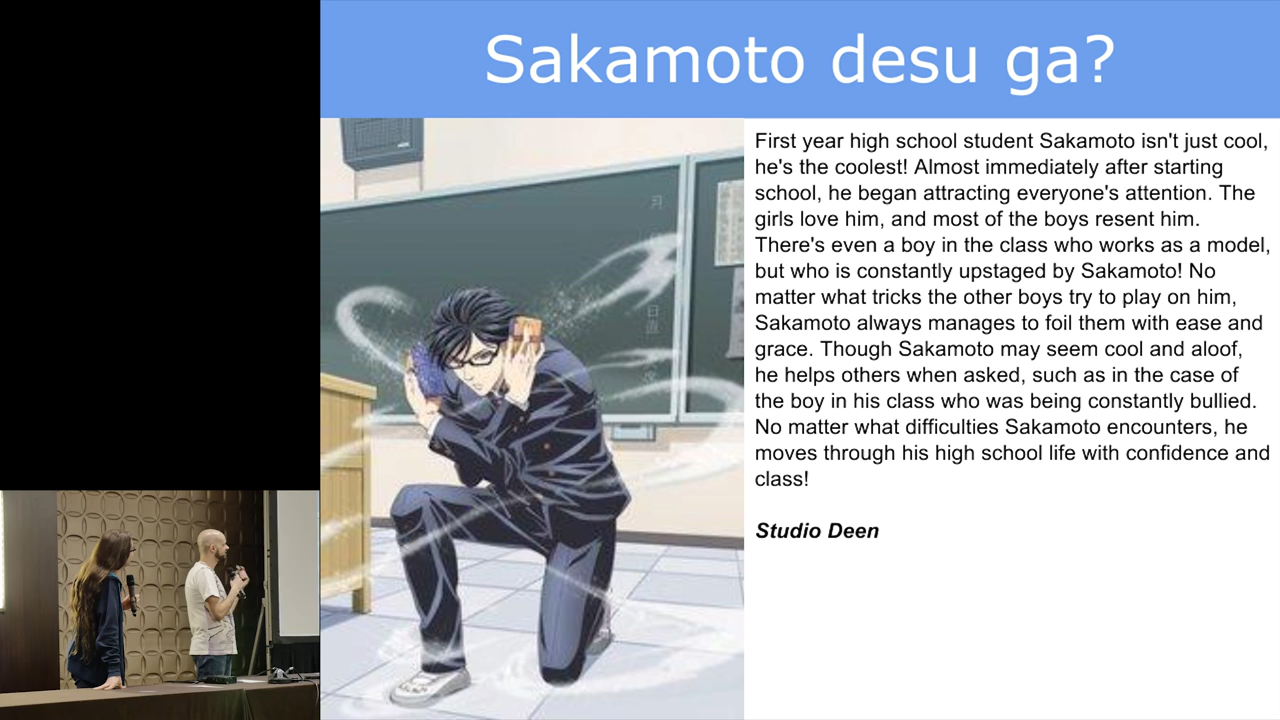 Sakamoto desu ga?
First year high school student Sakamoto isn't just cool,
he's the coolest! Almost immediately after starting
school, he began attracting everyone's attention. The
girls love him, and most of the boys resent him.
There's even a boy in the class who works as a model,
but who is constantly upstaged by Sakamoto! No
matter what tricks the other boys try to play on him,
Sakamoto always manages to foil them with ease and
grace. Though Sakamoto may seem cool and aloof,
he helps others when asked, such as in the case of
the boy in his class who was being constantly bullied.
No matter what difficulties Sakamoto encounters, he
moves through his high school life with confidence and
class!
Studio Deen
月
日直